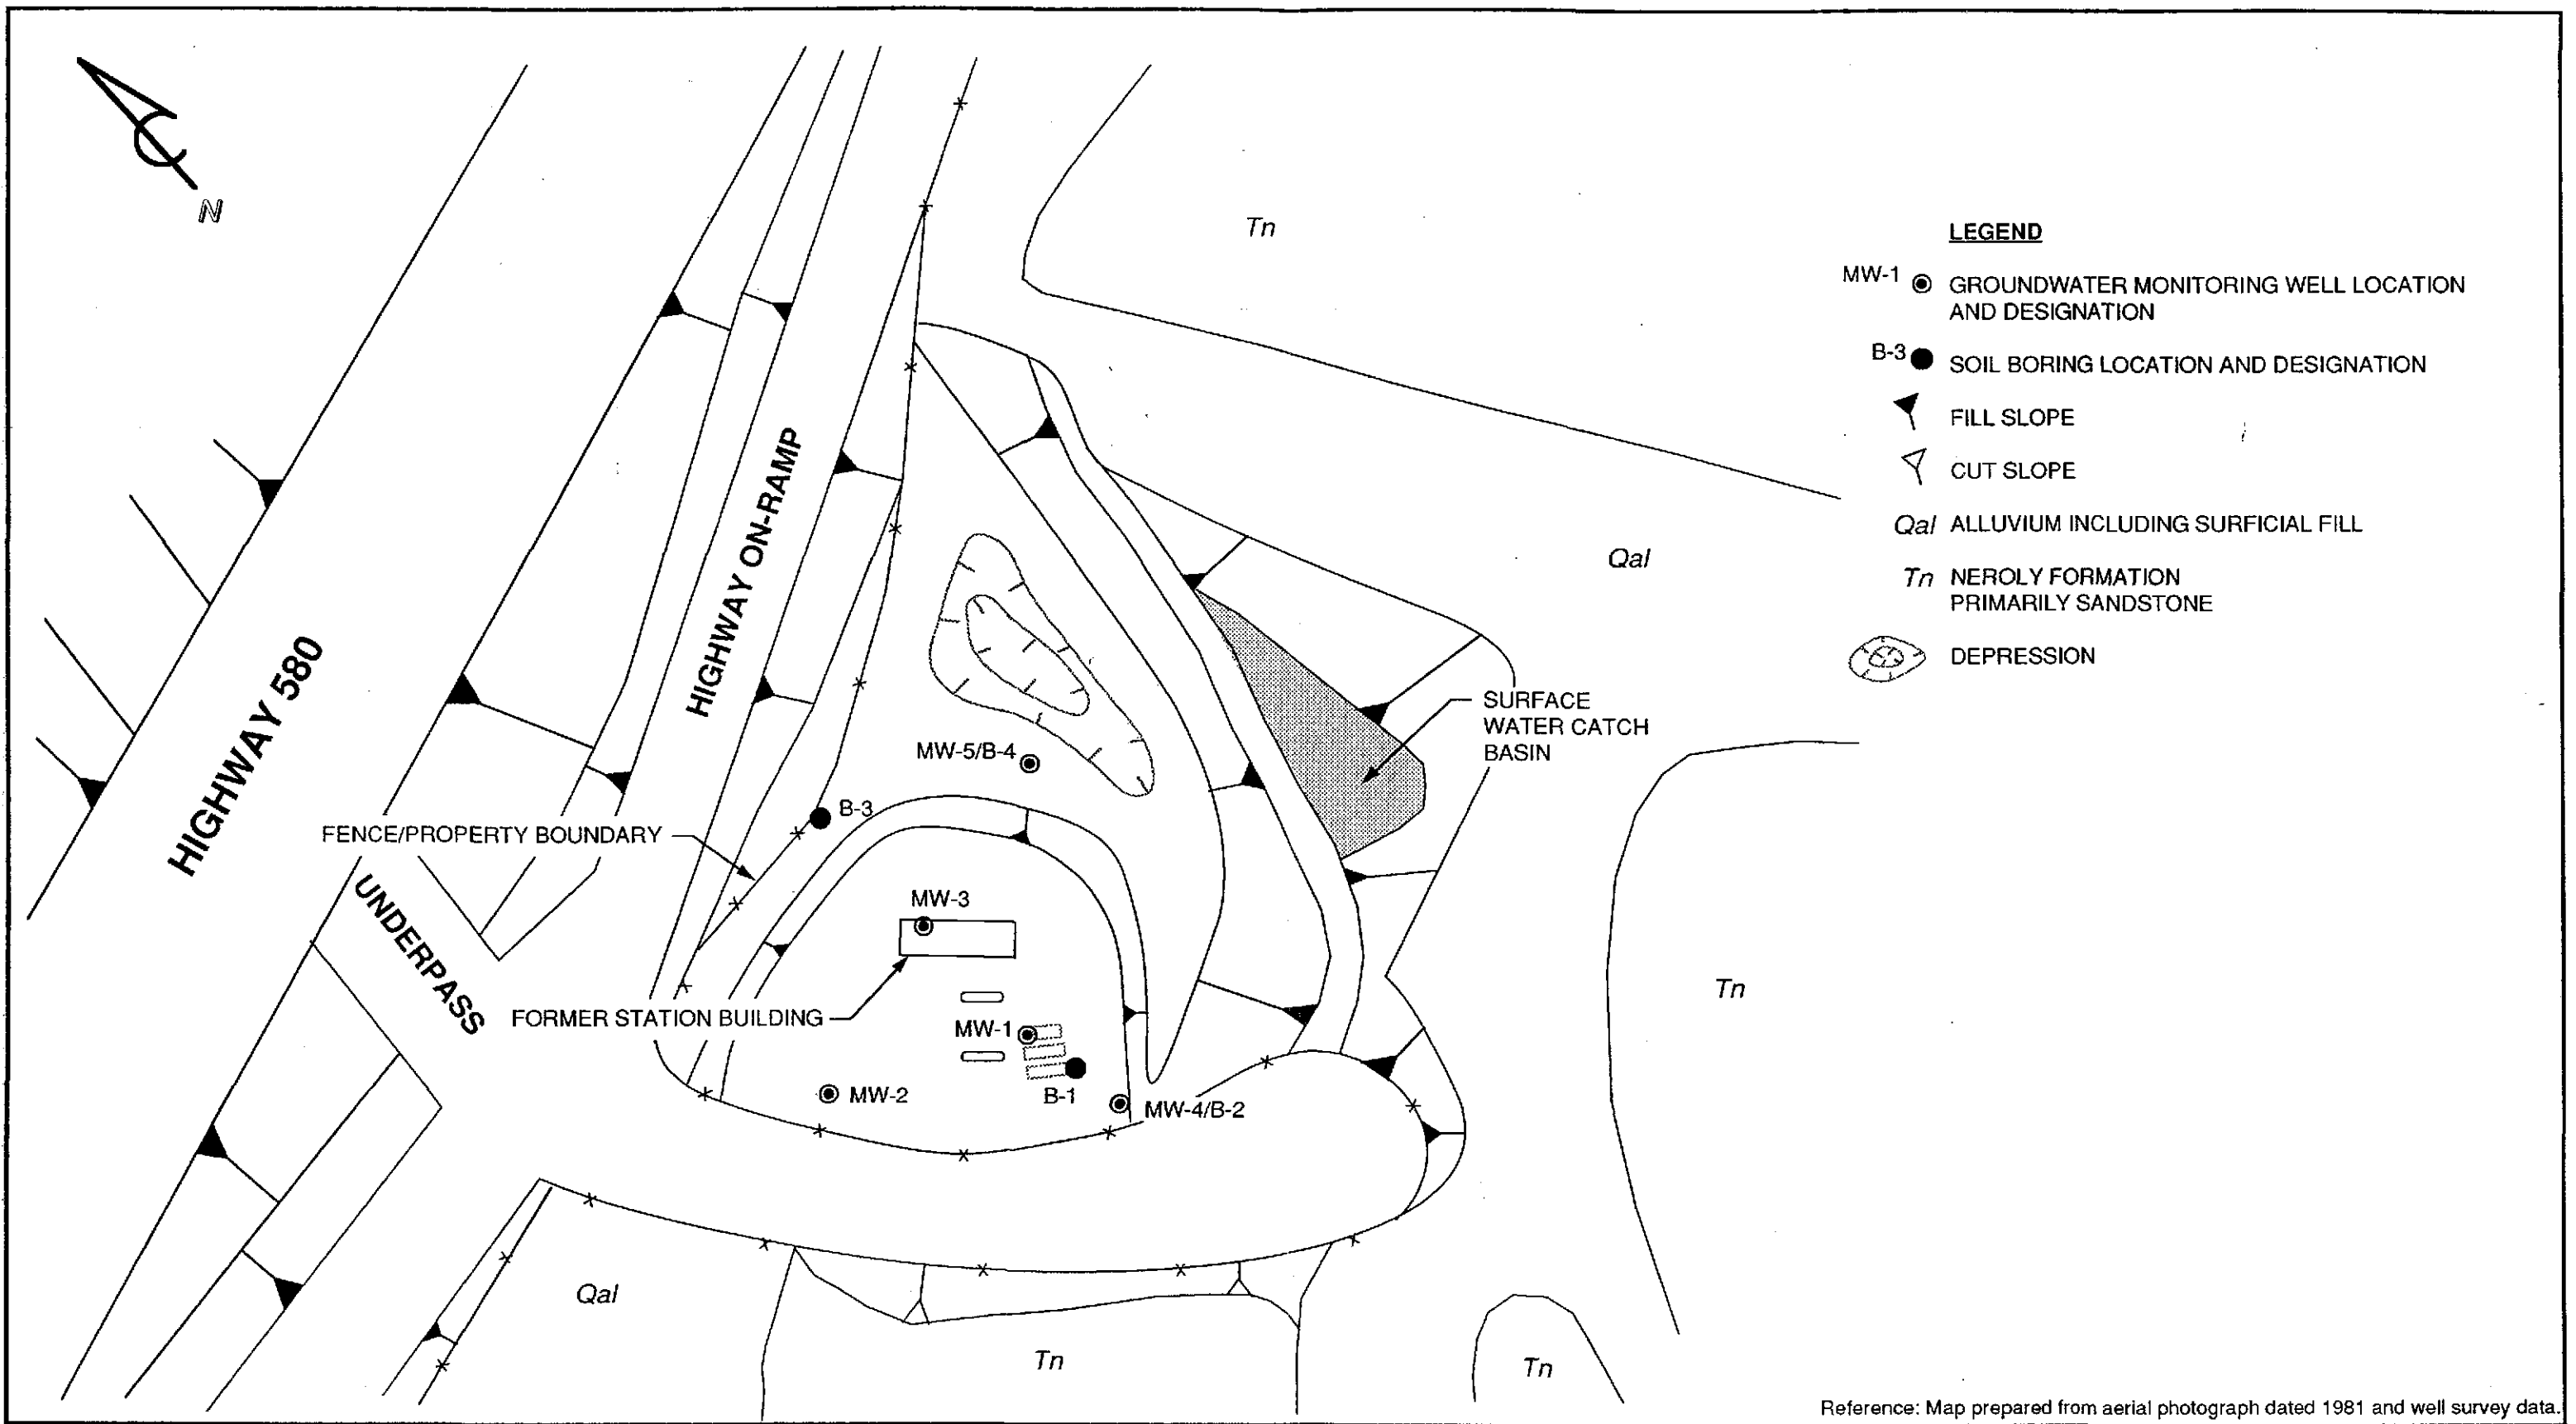 N
Tn
LEGEND
MW-1 GROUNDWATER MONITORING WELL LOCATION
AND DESIGNATION
B-3 SOIL BORING LOCATION AND DESIGNATION
FILL SLOPE
CUT SLOPE
Qal ALLUVIUM INCLUDING SURFICIAL FILL
Tn NEROLY FORMATION
PRIMARILY SANDSTONE
DEPRESSION
Qal
HIGHWAY ON-RAMP
HIGHWAY 580
SURFACE
WATER CATCH
BASIN
MW-5/B-4
B-3
FENCE/PROPERTY BOUNDARY
UNDERPASS
MW-3
Tn
FORMER STATION BUILDING
MW-1
MW-2
B-1
MW-4/B-2
Qal
Tn
Tn
Reference: Map prepared from aerial photograph dated 1981 and well survey data.